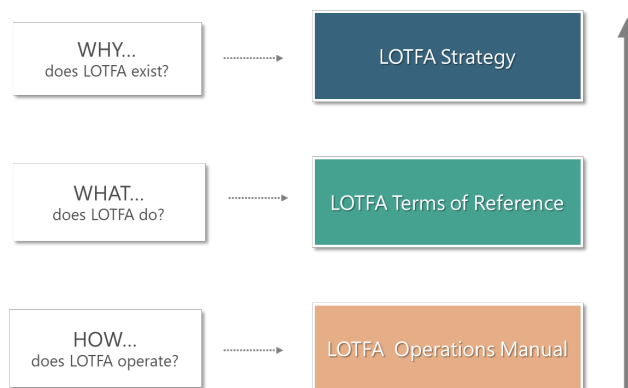 WHY...
does LOTFA exist?
LOTFA Strategy
WHAT...
does LOTFA do?
LOTFA Terms of Reference
HOW...
does LOTFA operate?
LOTFA Operations Manual